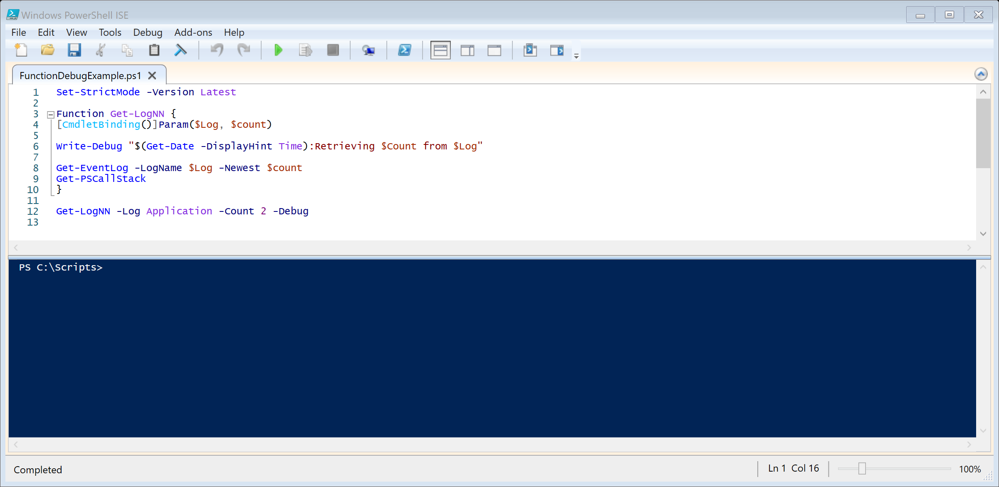 Windows PowerShell ISE
File Edit View Tools Debug Add-ons Help
FunctionDebugExample.ps1
1 Set-StrictMode -Version Latest
2
3 Function Get-LogNN {
4 [CmdletBinding()]Param($Log, $count)
5
6 Write-Debug "$(Get-Date -DisplayHint Time):Retrieving $Count from $Log"
7
8 Get-EventLog -LogName $Log -Newest $count
9 Get-PSCallStack
10 }
11
12 Get-LogNN -Log Application -Count 2 -Debug
13
PS C:\Scripts>
Completed Ln 1 Col 16 100%